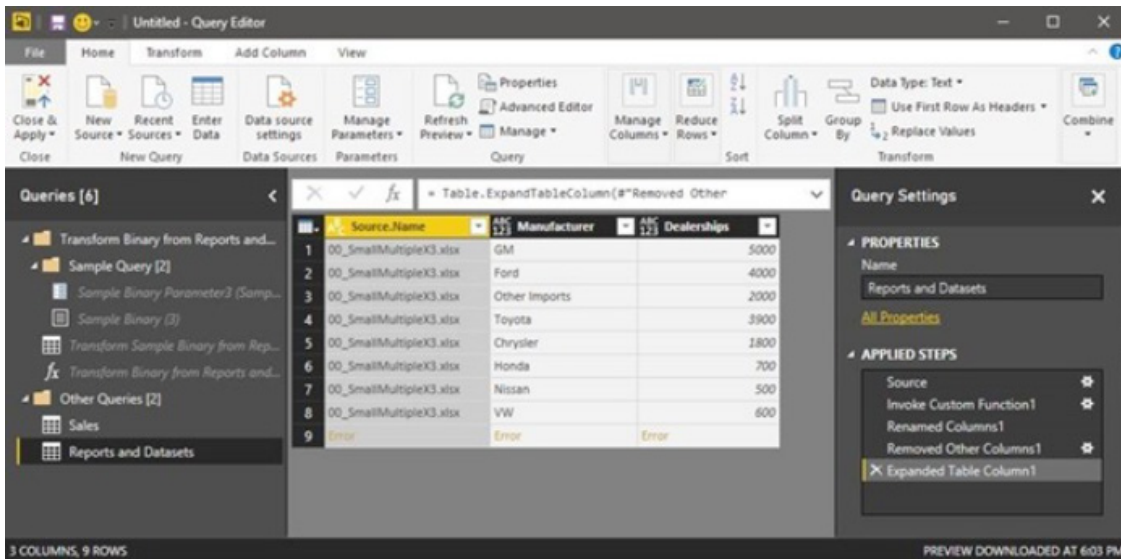 Untitled - Query Editor
File Home Transform Add Column View
Close & Apply
New Source
Recent Sources
Enter Data
Data source settings
Manage Parameters
Refresh Preview
Properties
Advanced Editor
Manage
Manage Columns
Reduce Rows
Split Column
Group By
Data Type: Text
Use First Row As Headers
Replace Values
Combine
Close New Query Data Sources Parameters Query Sort Transform
Queries [6]
= Table.ExpandTableColumn(#"Removed Other
Query Settings
Transform Binary from Reports and...
Sample Query [2]
Sample Binary Parameter3 (Samp...
Sample Binary (3)
Transform Sample Binary from Rep...
Transform Binary from Reports and...
Other Queries [2]
Sales
Reports and Datasets
Source.Name ABC 123 Manufacturer ABC 123 Dealerships
1 00_SmallMultipleX3.xlsx GM 5000
2 00_SmallMultipleX3.xlsx Ford 4000
3 00_SmallMultipleX3.xlsx Other Imports 2000
4 00_SmallMultipleX3.xlsx Toyota 3900
5 00_SmallMultipleX3.xlsx Chrysler 1800
6 00_SmallMultipleX3.xlsx Honda 700
7 00_SmallMultipleX3.xlsx Nissan 500
8 00_SmallMultipleX3.xlsx VW 600
9 Error Error Error
PROPERTIES
Name
Reports and Datasets
All Properties
APPLIED STEPS
Source
Invoke Custom Function1
Renamed Columns1
Removed Other Columns1
Expanded Table Column1
3 COLUMNS, 9 ROWS
PREVIEW DOWNLOADED AT 6:03 PM